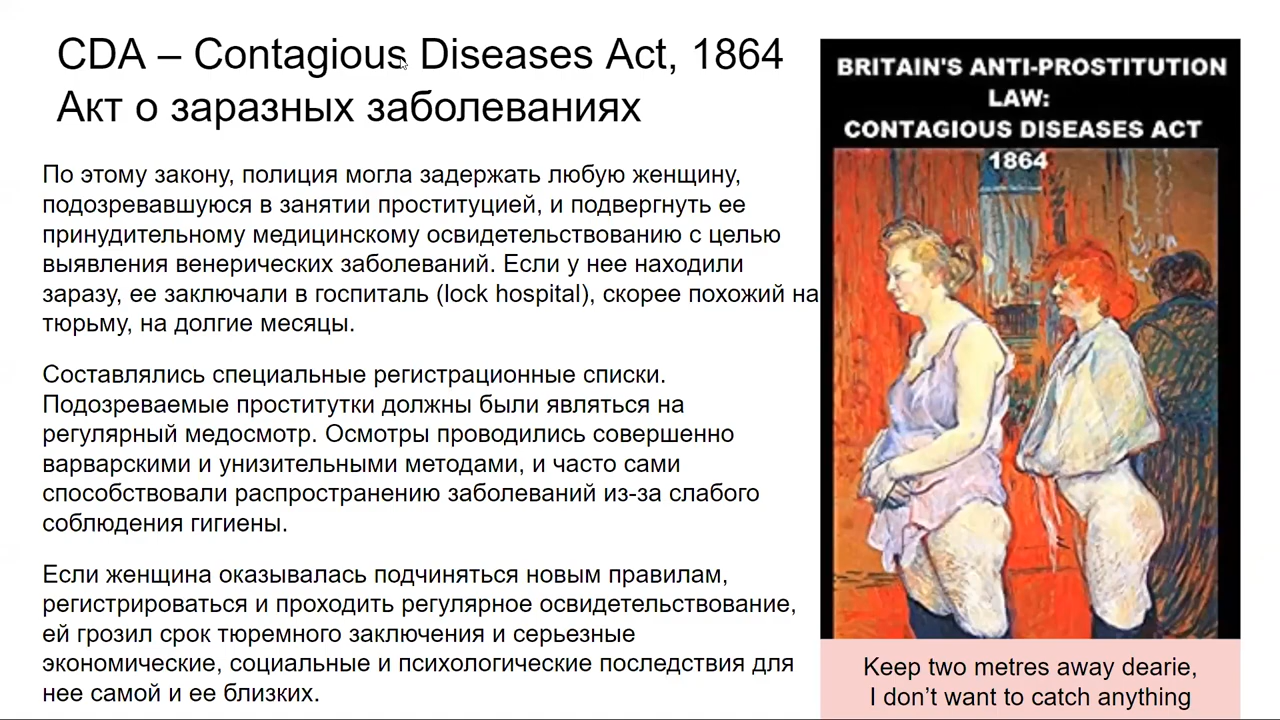 CDA – Contagious Diseases Act, 1864
Акт о заразных заболеваниях
По этому закону, полиция могла задержать любую женщину,
подозревавшуюся в занятии проституцией, и подвергнуть ее
принудительному медицинскому освидетельствованию с целью
выявления венерических заболеваний. Если у нее находили
заразу, ее заключали в госпиталь (lock hospital), скорее похожий на
тюрьму, на долгие месяцы.
Составлялись специальные регистрационные списки.
Подозреваемые проститутки должны были являться на
регулярный медосмотр. Осмотры проводились совершенно
варварскими и унизительными методами, и часто сами
способствовали распространению заболеваний из-за слабого
соблюдения гигиены.
Если женщина оказывалась подчиняться новым правилам,
регистрироваться и проходить регулярное освидетельствование,
ей грозил срок тюремного заключения и серьезные
экономические, социальные и психологические последствия для
нее самой и ее близких.
BRITAIN'S ANTI-PROSTITUTION
LAW:
CONTAGIOUS DISEASES ACT
1864
Keep two metres away dearie,
I don't want to catch anything